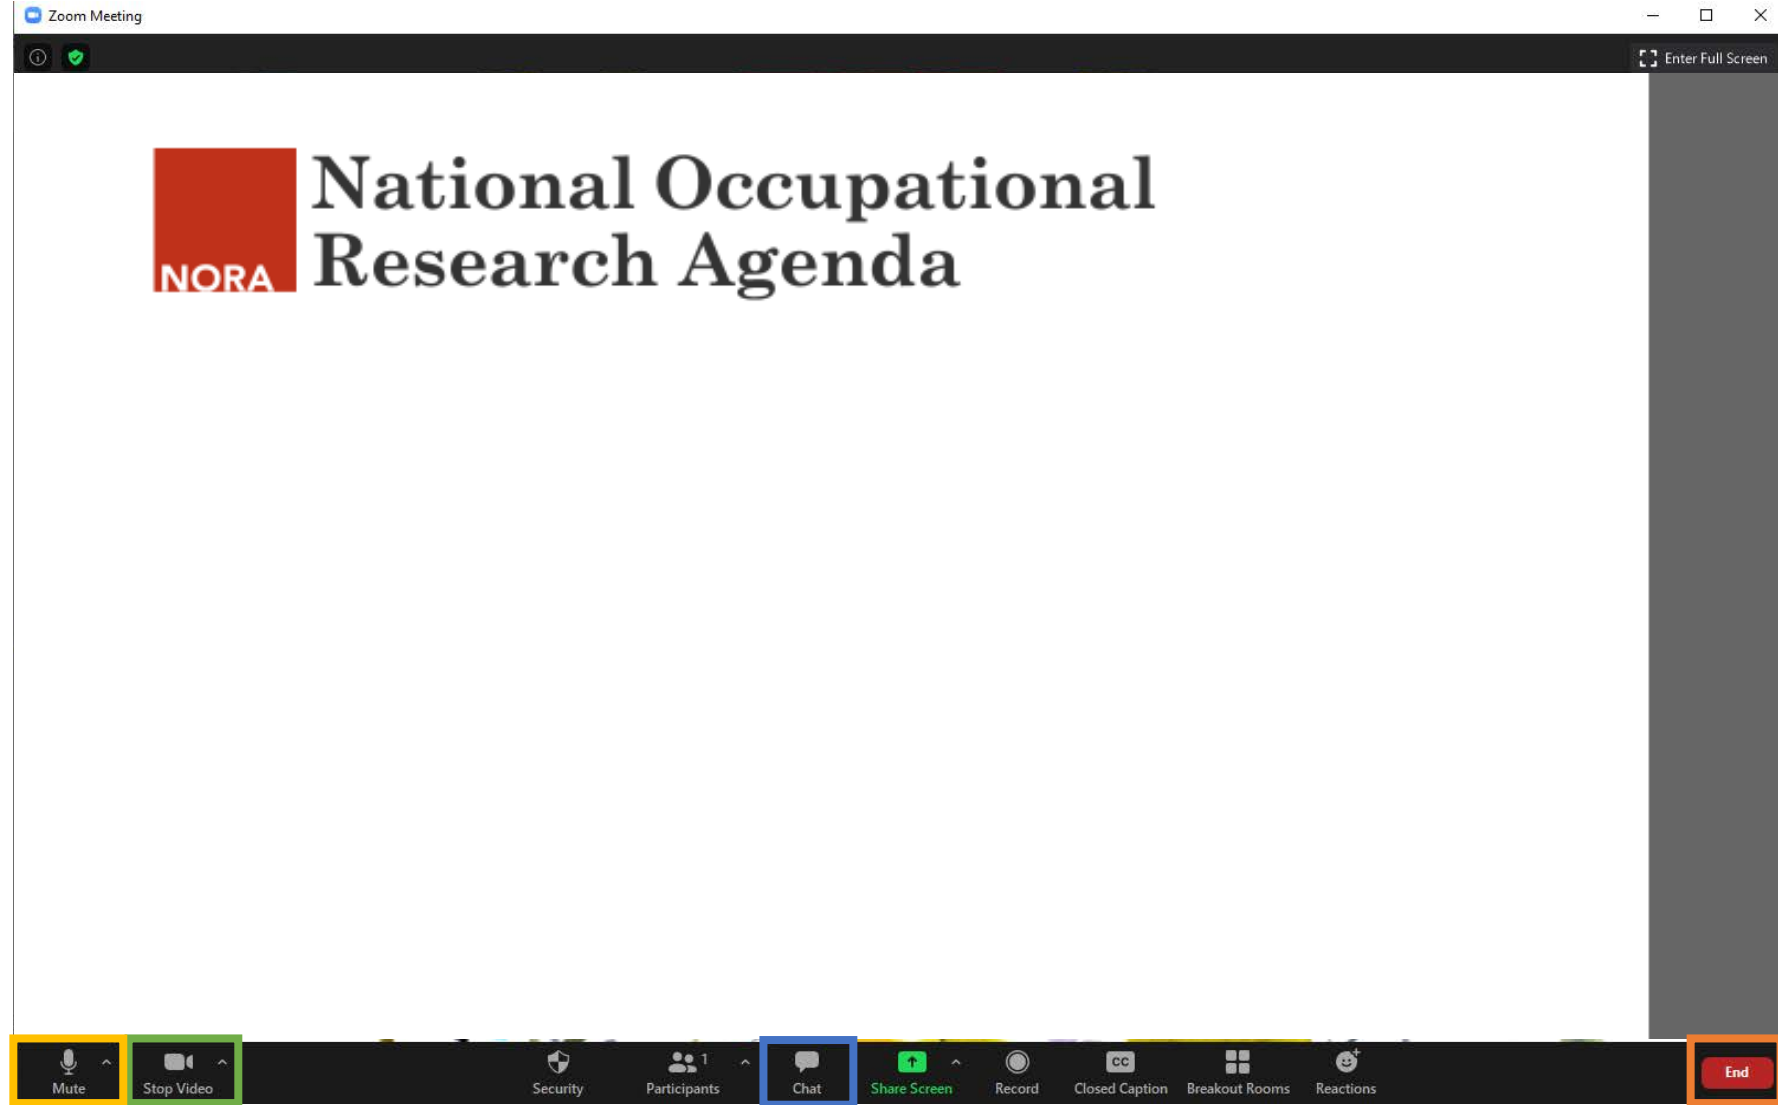 Zoom Meeting
Enter Full Screen
National Occupational
Research Agenda
NORA
Mute
Stop Video
Security
Participants 1
Chat
Share Screen
Record
CC
Closed Caption
Breakout Rooms
Reactions
End